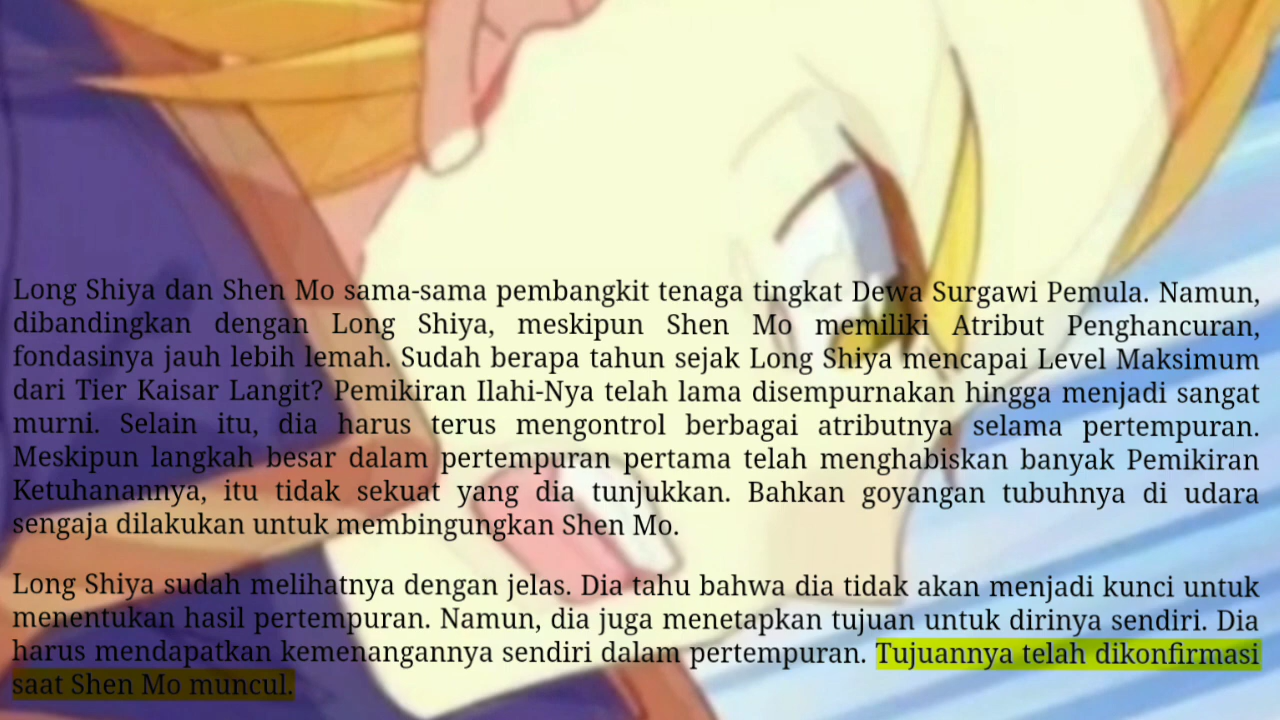 Long Shiya dan Shen Mo sama-sama pembangkit tenaga tingkat Dewa Surgawi Pemula. Namun,
dibandingkan dengan Long Shiya, meskipun Shen Mo memiliki Atribut Penghancuran,
fondasinya jauh lebih lemah. Sudah berapa tahun sejak Long Shiya mencapai Level Maksimum
dari Tier Kaisar Langit? Pemikiran Ilahi-Nya telah lama disempurnakan hingga menjadi sangat
murni. Selain itu, dia harus terus mengontrol berbagai atributnya selama pertempuran.
Meskipun langkah besar dalam pertempuran pertama telah menghabiskan banyak Pemikiran
Ketuhanannya, itu tidak sekuat yang dia tunjukkan. Bahkan goyangan tubuhnya di udara
sengaja dilakukan untuk membingungkan Shen Mo.
Long Shiya sudah melihatnya dengan jelas. Dia tahu bahwa dia tidak akan menjadi kunci untuk
menentukan hasil pertempuran. Namun, dia juga menetapkan tujuan untuk dirinya sendiri. Dia
harus mendapatkan kemenangannya sendiri dalam pertempuran. Tujuannya telah dikonfirmasi
saat Shen Mo muncul.